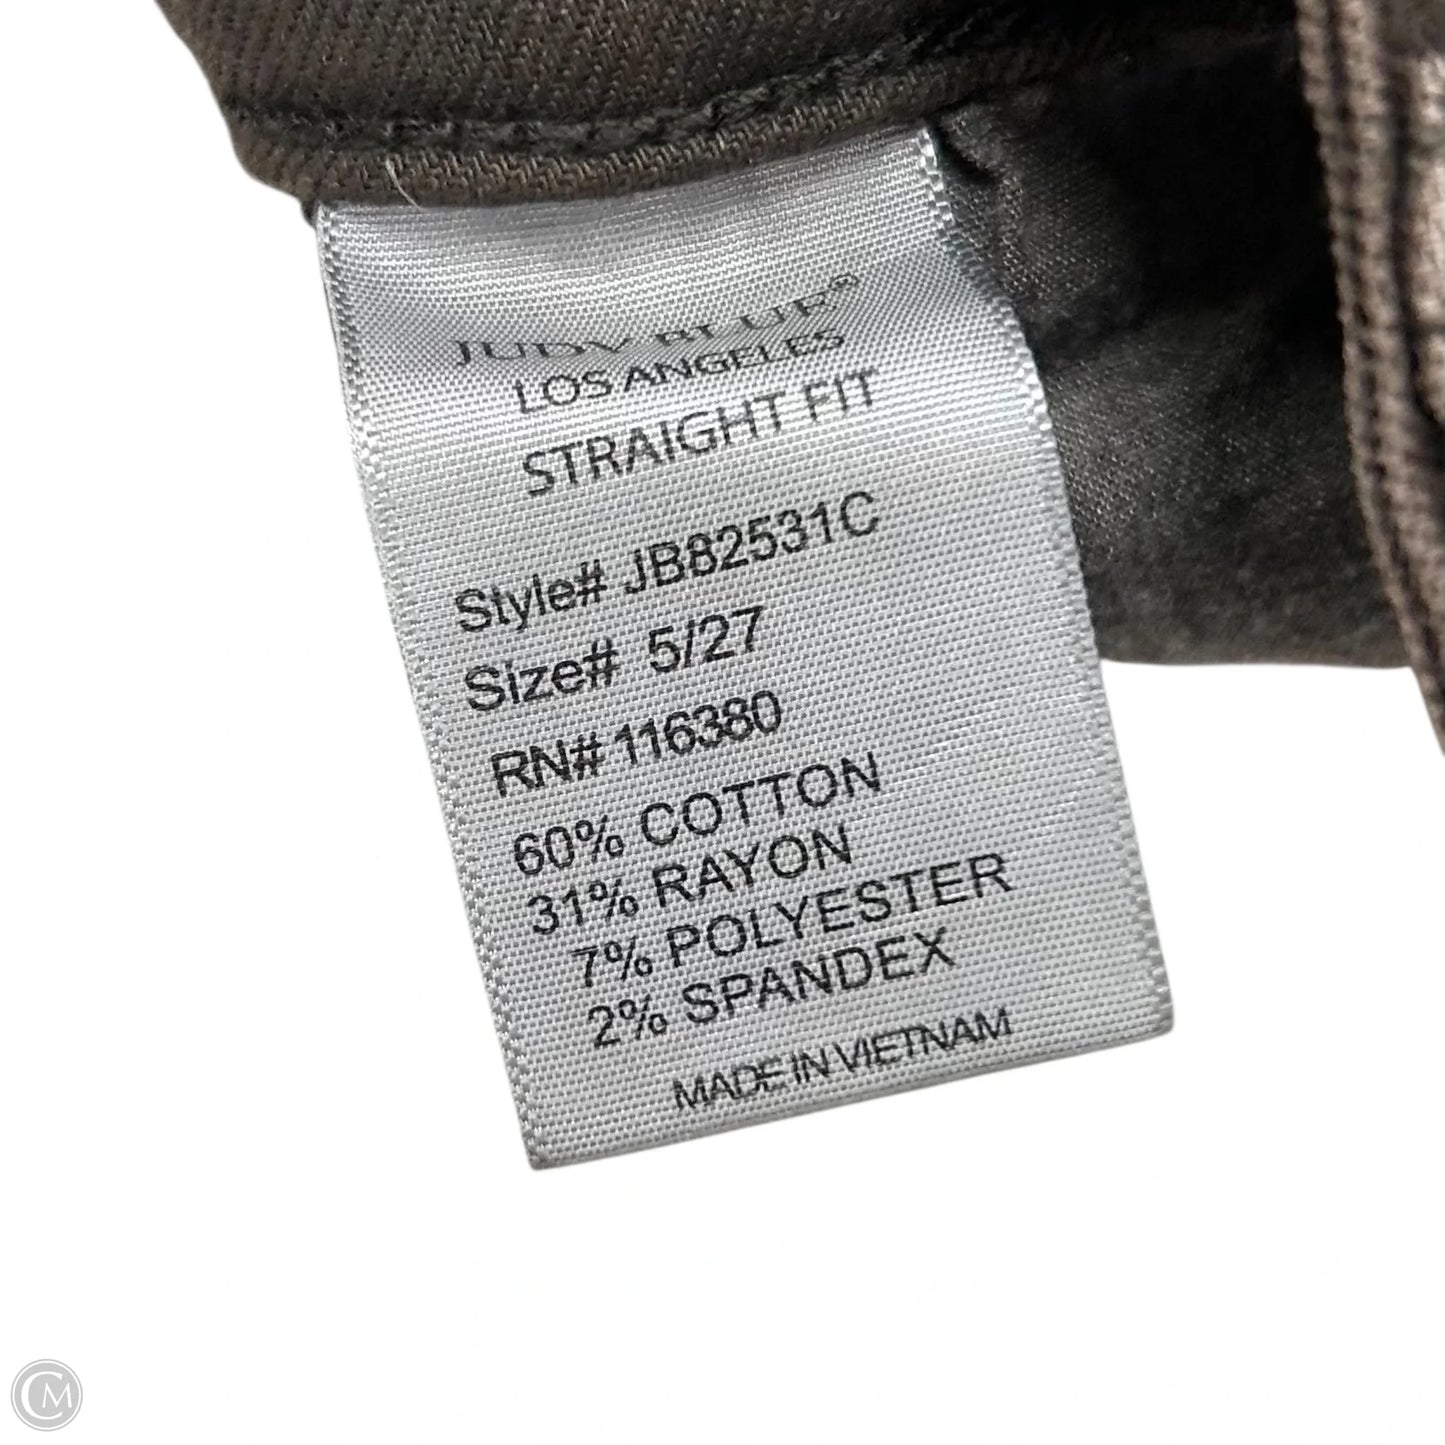 JUDY BLUE®
LOS ANGELES
STRAIGHT FIT
Style# JB82531C
Size# 5/27
RN# 116380
60% COTTON
31% RAYON
7% POLYESTER
2% SPANDEX
MADE IN VIETNAM
CM